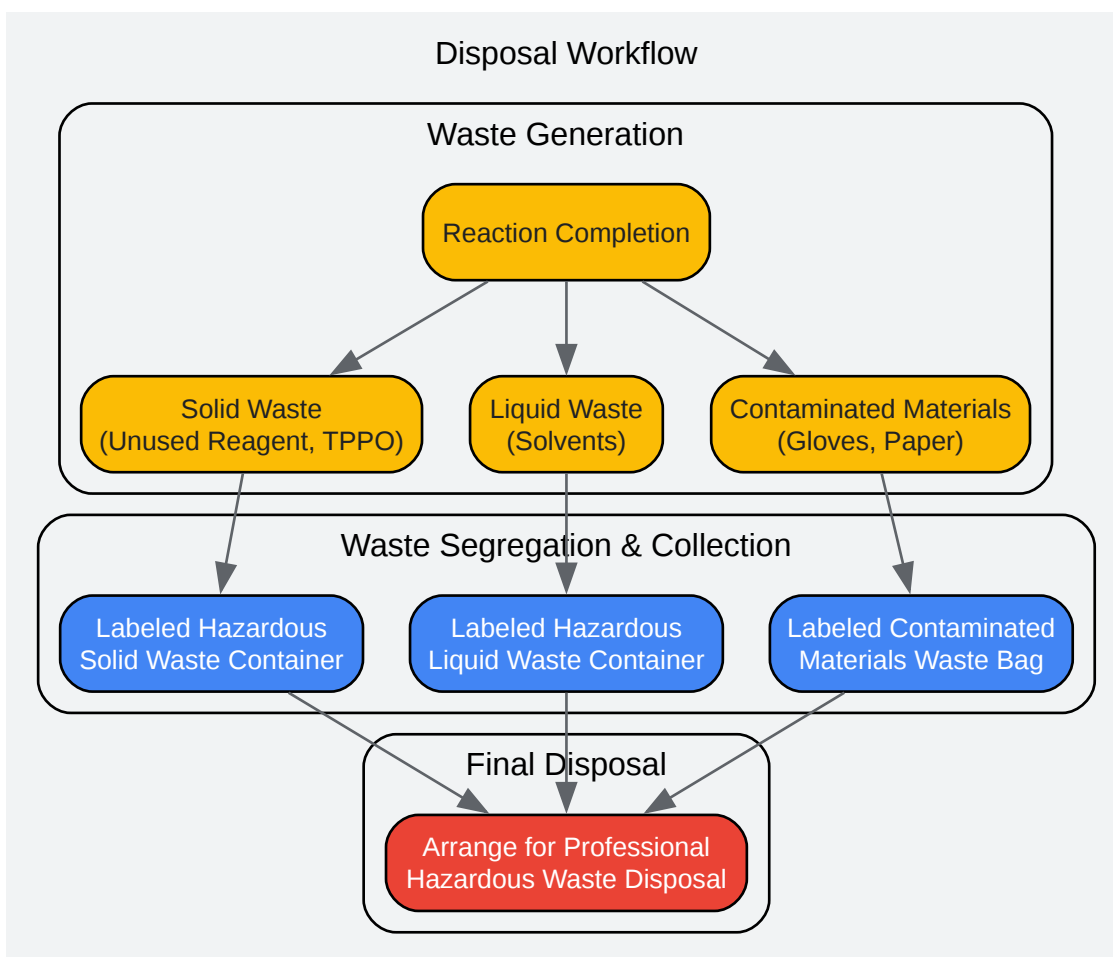 Disposal Workflow
Waste Generation
Reaction Completion
Solid Waste
(Unused Reagent, TPPO)
Liquid Waste
(Solvents)
Contaminated Materials
(Gloves, Paper)
Waste Segregation & Collection
Labeled Hazardous
Solid Waste Container
Labeled Hazardous
Liquid Waste Container
Labeled Contaminated
Materials Waste Bag
Final Disposal
Arrange for Professional
Hazardous Waste Disposal